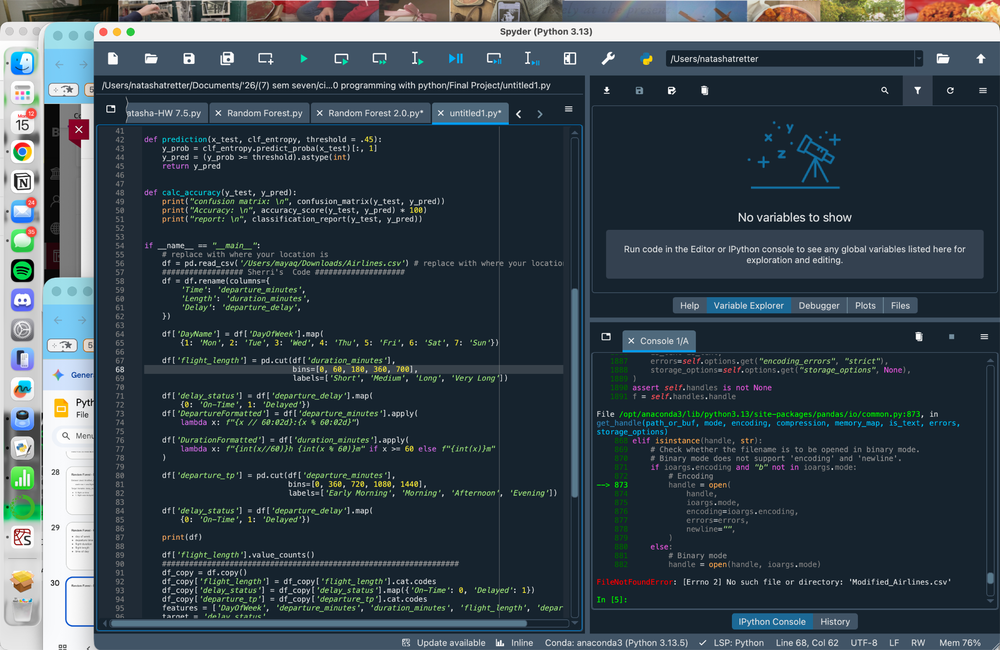 ely at the present
Spyder (Python 3.13)
/Users/natashatretter
/Users/natashatretter/Documents/'26/(7) sem seven/ci...0 programming with python/Final Project/untitled1.py
atasha-HW 7.5.py
Random Forest.py
Random Forest 2.0.py*
untitled1.py*
41
42 def prediction(x_test, clf_entropy, threshold = .45):
43 y_prob = clf_entropy.predict_proba(x_test)[:, 1]
44 y_pred = (y_prob >= threshold).astype(int)
45 return y_pred
46
47
48 def calc_accuracy(y_test, y_pred):
49 print("confusion matrix: \n", confusion_matrix(y_test, y_pred))
50 print("Accuracy: \n", accuracy_score(y_test, y_pred) * 100)
51 print("report: \n", classification_report(y_test, y_pred))
52
53
54 if __name__ == "__main__":
55 # replace with where your location is
56 df = pd.read_csv('/Users/mayaq/Downloads/Airlines.csv') # replace with where your locatio
57 ################## Sherri's  Code ####################
58 df = df.rename(columns={
59 'Time': 'departure_minutes',
60 'Length': 'duration_minutes',
61 'Delay': 'departure_delay',
62 })
63
64 df['DayName'] = df['DayOfWeek'].map(
65 {1: 'Mon', 2: 'Tue', 3: 'Wed', 4: 'Thu', 5: 'Fri', 6: 'Sat', 7: 'Sun'})
66
67 df['flight_length'] = pd.cut(df['duration_minutes'],
68 bins=[0, 60, 180, 360, 700],
69 labels=['Short', 'Medium', 'Long', 'Very Long'])
70
71 df['delay_status'] = df['departure_delay'].map(
72 {0: 'On-Time', 1: 'Delayed'})
73 df['DepartureFormatted'] = df['departure_minutes'].apply(
74 lambda x: f"{x // 60:02d}:{x % 60:02d}")
75
76 df['DurationFormatted'] = df['duration_minutes'].apply(
77 lambda x: f"{int(x//60)}h {int(x % 60)}m" if x >= 60 else f"{int(x)}m"
78 )
79
80 df['departure_tp'] = pd.cut(df['departure_minutes'],
81 bins=[0, 360, 720, 1080, 1440],
82 labels=['Early Morning', 'Morning', 'Afternoon', 'Evening'])
83
84 df['delay_status'] = df['departure_delay'].map(
85 {0: 'On-Time', 1: 'Delayed'})
86
87 print(df)
88
89 df['flight_length'].value_counts()
90 ##################################################################
91 df_copy = df.copy()
92 df_copy['flight_length'] = df_copy['flight_length'].cat.codes
93 df_copy['delay_status'] = df_copy['delay_status'].map({'On-Time': 0, 'Delayed': 1})
94 df_copy['departure_tp'] = df_copy['departure_tp'].cat.codes
95 features = ['DayOfWeek', 'departure_minutes', 'duration_minutes', 'flight_length', 'depar
96 target = 'delay_status'
x y z
No variables to show
Run code in the Editor or IPython console to see any global variables listed here for
exploration and editing.
Help
Variable Explorer
Debugger
Plots
Files
Console 1/A
1887 errors=self.options.get("encoding_errors", "strict"),
1888 storage_options=self.options.get("storage_options", None),
1889 )
1890 assert self.handles is not None
1891 f = self.handles.handle
File /opt/anaconda3/lib/python3.13/site-packages/pandas/io/common.py:873, in
get_handle(path_or_buf, mode, encoding, compression, memory_map, is_text, errors,
storage_options)
868 elif isinstance(handle, str):
869 # Check whether the filename is to be opened in binary mode.
870 # Binary mode does not support 'encoding' and 'newline'.
871 if ioargs.encoding and "b" not in ioargs.mode:
872 # Encoding
--> 873 handle = open(
874 handle,
875 ioargs.mode,
876 encoding=ioargs.encoding,
877 errors=errors,
878 newline="",
879 )
880 else:
881 # Binary mode
882 handle = open(handle, ioargs.mode)
FileNotFoundError: [Errno 2] No such file or directory: 'Modified_Airlines.csv'
In [5]:
IPython Console
History
Update available
Inline
Conda: anaconda3 (Python 3.13.5)
LSP: Python
Line 68, Col 62
UTF-8
LF
RW
Mem 76%
Mon 12
15
24
35
Gener
Pyth
File
Menu
28
Random Forest -
29
Random Forest -
day of week
departure time
flight duration
flight length
time of day
30
Random Forest -